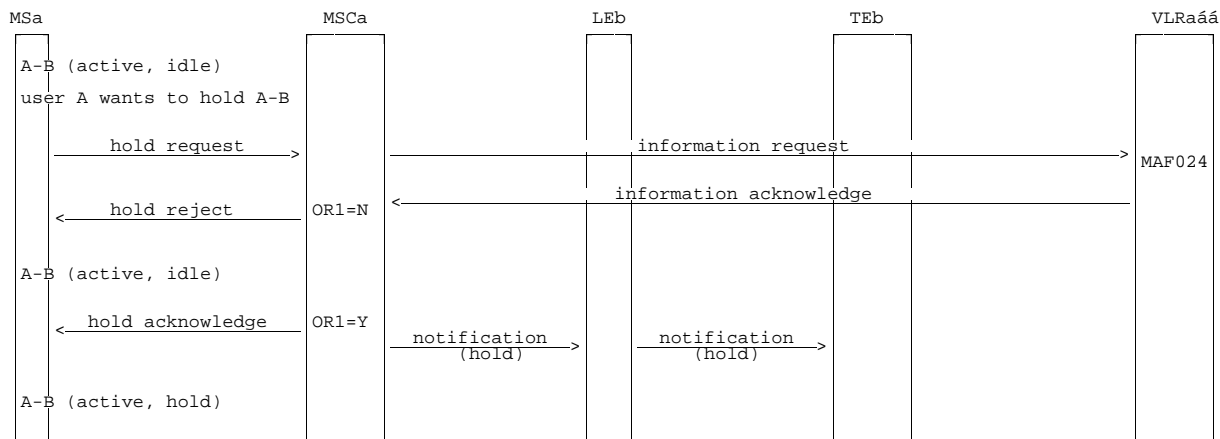 MSa MSCa LEb TEb VLRaáá
A-B (active, idle)
user A wants to hold A-B
hold request information request
MAF024
information acknowledge
hold reject OR1=N
A-B (active, idle)
hold acknowledge OR1=Y
notification notification
(hold) (hold)
A-B (active, hold)